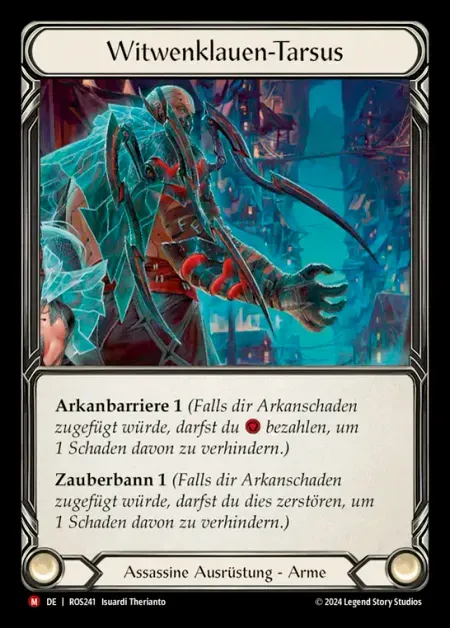 Witwenklauen-Tarsus
Arkanbarriere 1 (Falls dir Arkanschaden
zugefügt würde, darfst du bezahlen, um
1 Schaden davon zu verhindern.)
Zauberbann 1 (Falls dir Arkanschaden
zugefügt würde, darfst du dies zerstören, um
1 Schaden davon zu verhindern.)
Assassine Ausrüstung - Arme
M DE | ROS241 Isuardi Therianto © 2024 Legend Story Studios